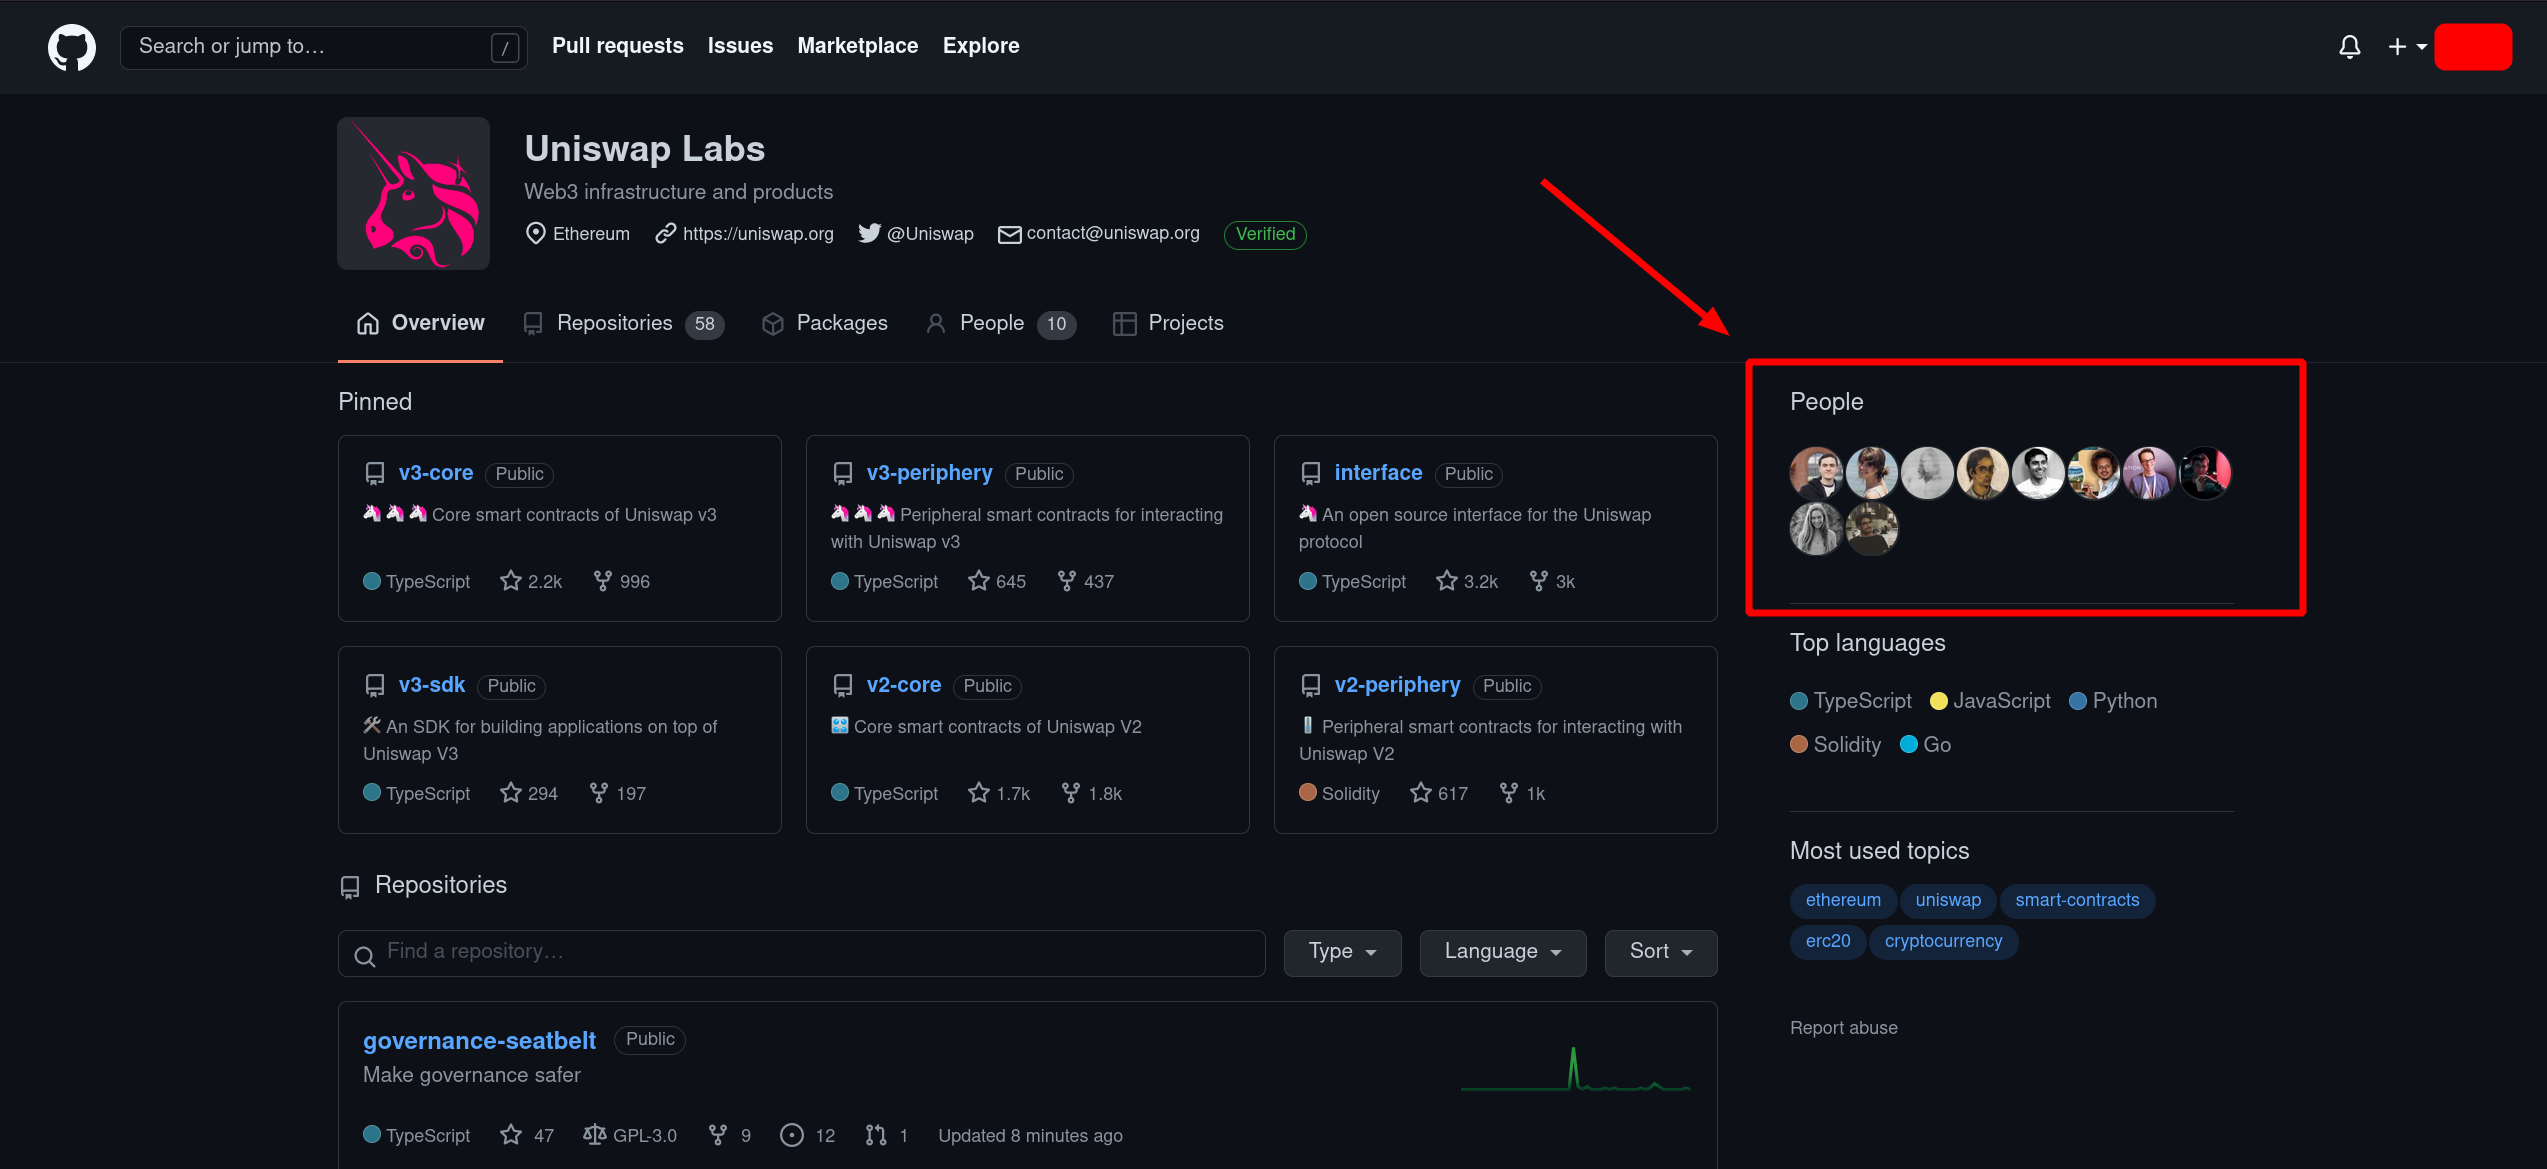 Search or jump to… /
Pull requests Issues Marketplace Explore
Uniswap Labs
Web3 infrastructure and products
Ethereum https://uniswap.org @Uniswap contact@uniswap.org Verified
Overview Repositories 58 Packages People 10 Projects
Pinned
v3-core Public
Core smart contracts of Uniswap v3
TypeScript 2.2k 996
v3-periphery Public
Peripheral smart contracts for interacting
with Uniswap v3
TypeScript 645 437
interface Public
An open source interface for the Uniswap
protocol
TypeScript 3.2k 3k
v3-sdk Public
An SDK for building applications on top of
Uniswap V3
TypeScript 294 197
v2-core Public
Core smart contracts of Uniswap V2
TypeScript 1.7k 1.8k
v2-periphery Public
Peripheral smart contracts for interacting with
Uniswap V2
Solidity 617 1k
Repositories
Find a repository…
Type Language Sort
governance-seatbelt Public
Make governance safer
TypeScript 47 GPL-3.0 9 12 1 Updated 8 minutes ago
People
Top languages
TypeScript JavaScript Python
Solidity Go
Most used topics
ethereum uniswap smart-contracts
erc20 cryptocurrency
Report abuse